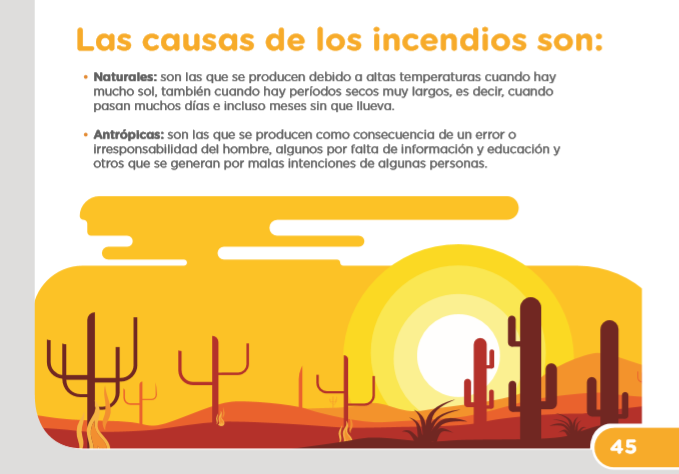 Las causas de los incendios son:
• Naturales: son las que se producen debido a altas temperaturas cuando hay
mucho sol, también cuando hay períodos secos muy largos, es decir, cuando
pasan muchos días e incluso meses sin que llueva.
• Antrópicas: son las que se producen como consecuencia de un error o
irresponsabilidad del hombre, algunos por falta de información y educación y
otros que se generan por malas intenciones de algunas personas.
45